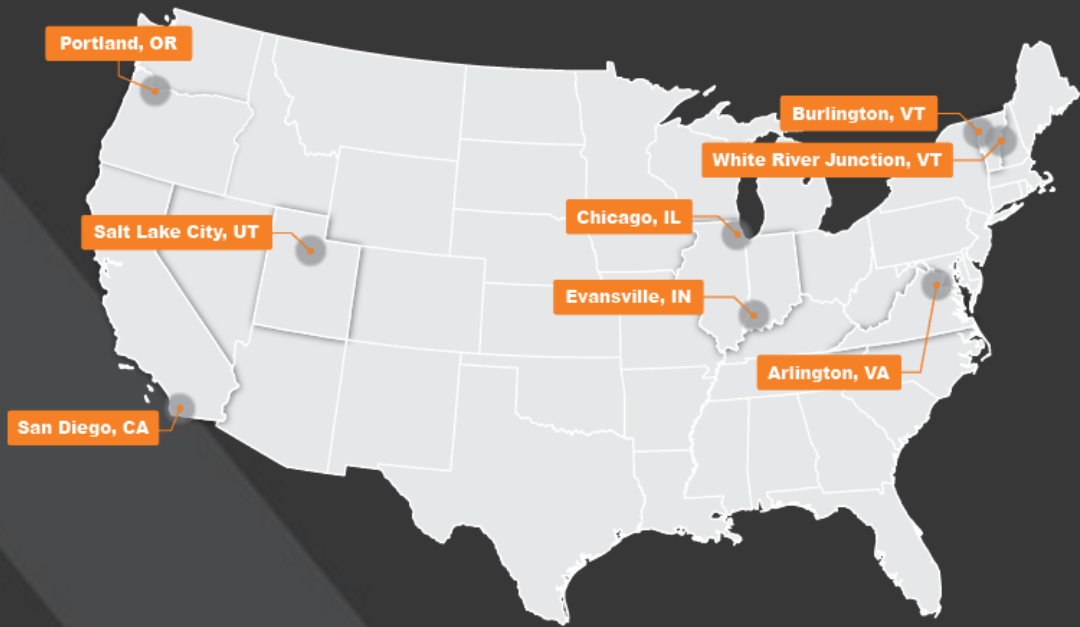 Portland, OR
Burlington, VT
White River Junction, VT
Chicago, IL
Salt Lake City, UT
Evansville, IN
Arlington, VA
San Diego, CA